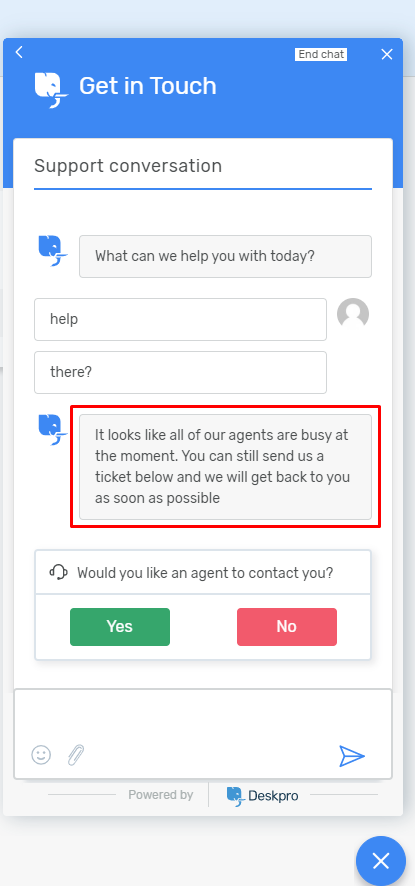 End chat
Get in Touch
Support conversation
What can we help you with today?
help
there?
It looks like all of our agents are busy at
the moment. You can still send us a
ticket below and we will get back to you
as soon as possible
Would you like an agent to contact you?
Yes
No
Powered by
Deskpro